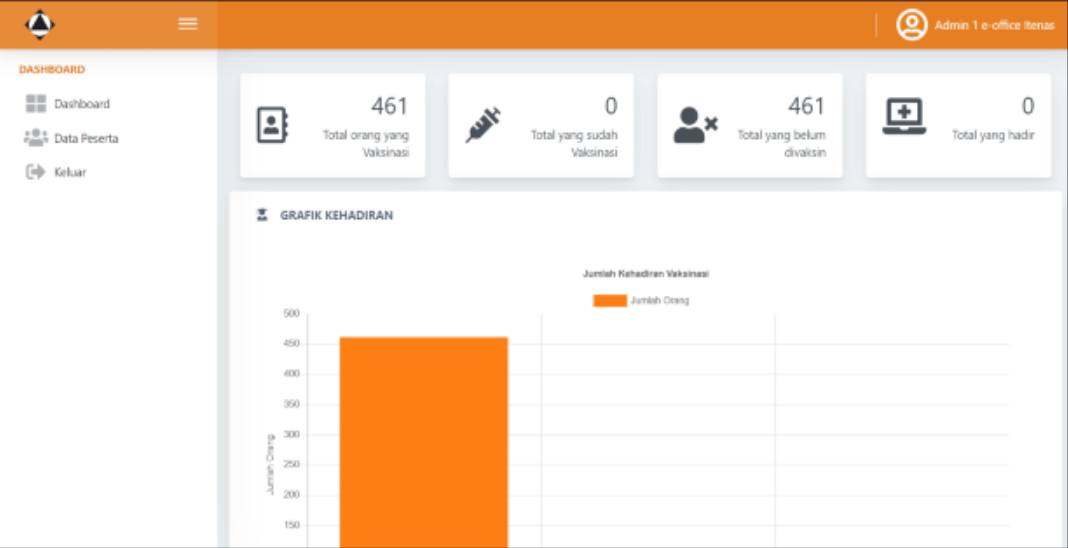 Admin 1 e-office Itenas
DASHBOARD
Dashboard
Data Peserta
Keluar
461
Total orang yang
Vaksinasi
0
Total yang sudah
Vaksinasi
461
Total yang belum
divaksin
0
Total yang hadir
GRAFIK KEHADIRAN
Jumlah Kehadiran Vaksinasi
Jumlah Orang
500
450
400
350
300
250
200
150
Jumlah Orang